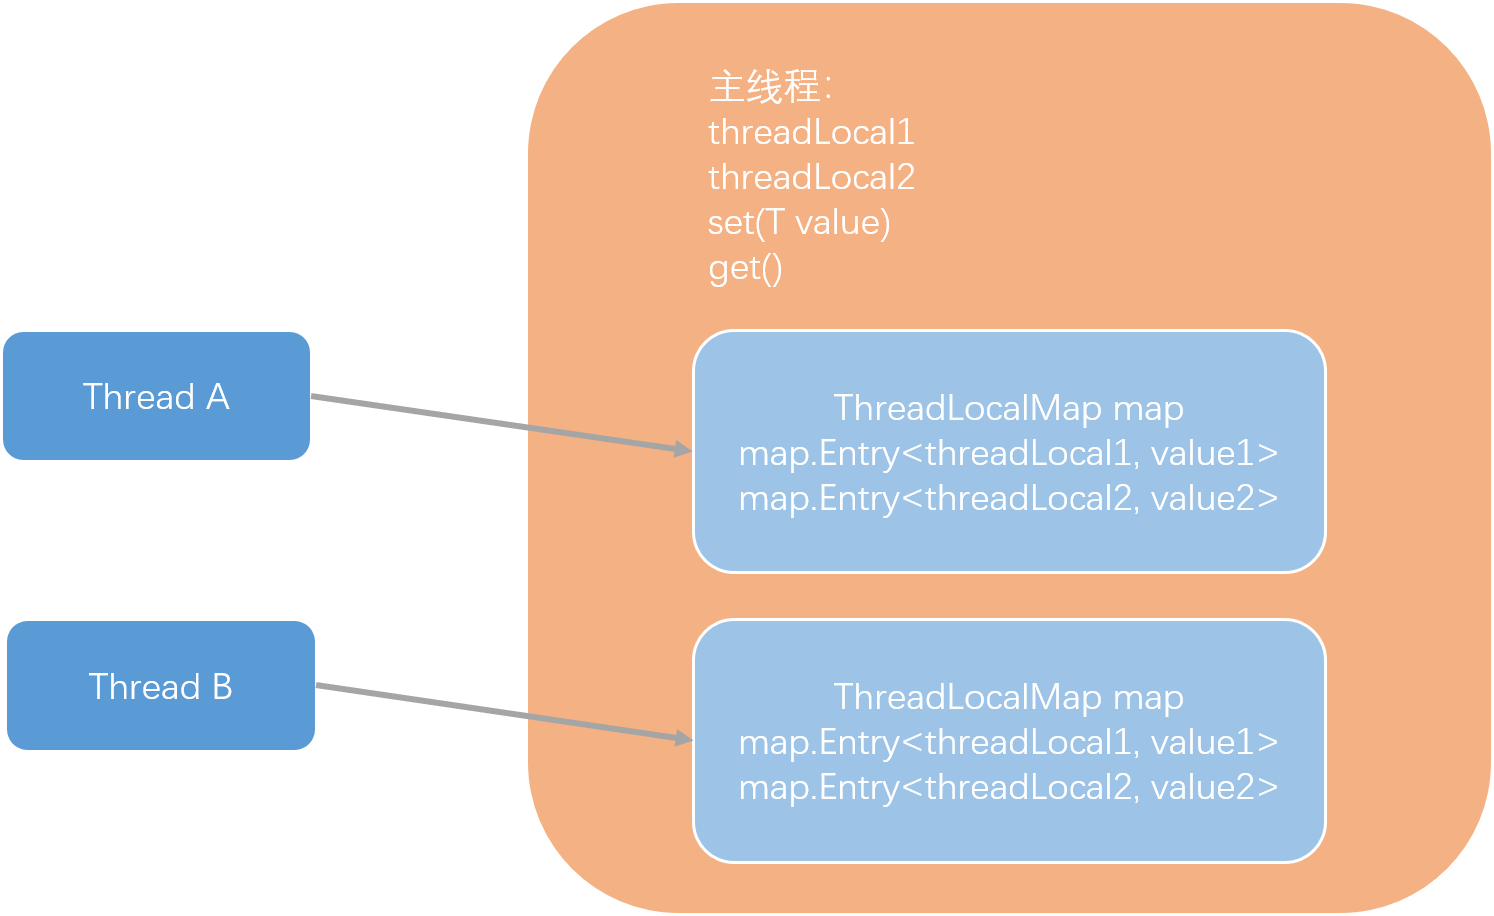 主线程：
threadLocal1
threadLocal2
set(T value)
get()
Thread A
ThreadLocalMap map
map.Entry<threadLocal1, value1>
map.Entry<threadLocal2, value2>
Thread B
ThreadLocalMap map
map.Entry<threadLocal1, value1>
map.Entry<threadLocal2, value2>